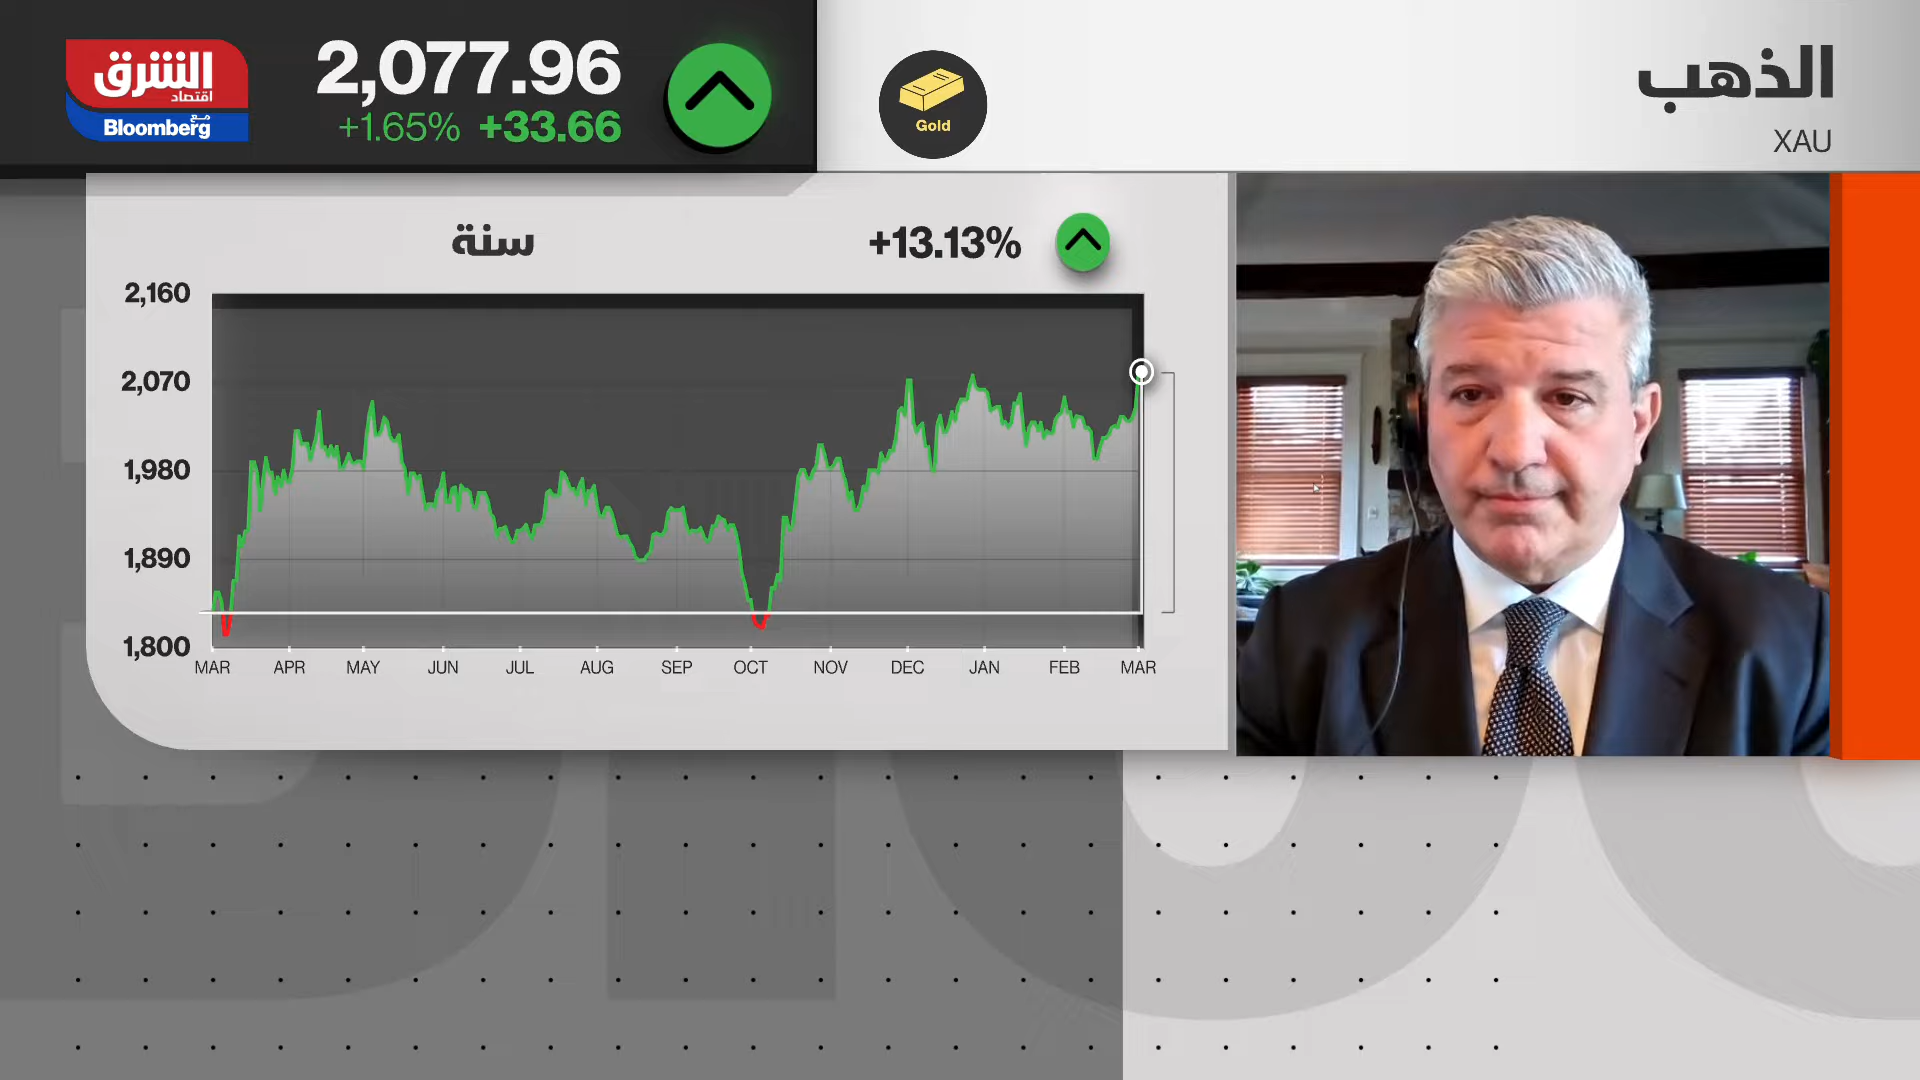 الشرق
اقتصاد
مع
Bloomberg
2,077.96
+1.65% +33.66
Gold
الذهب
XAU
سنة
+13.13%
2,160
2,070
1,980
1,890
1,800
MAR APR MAY JUN JUL AUG SEP OCT NOV DEC JAN FEB MAR